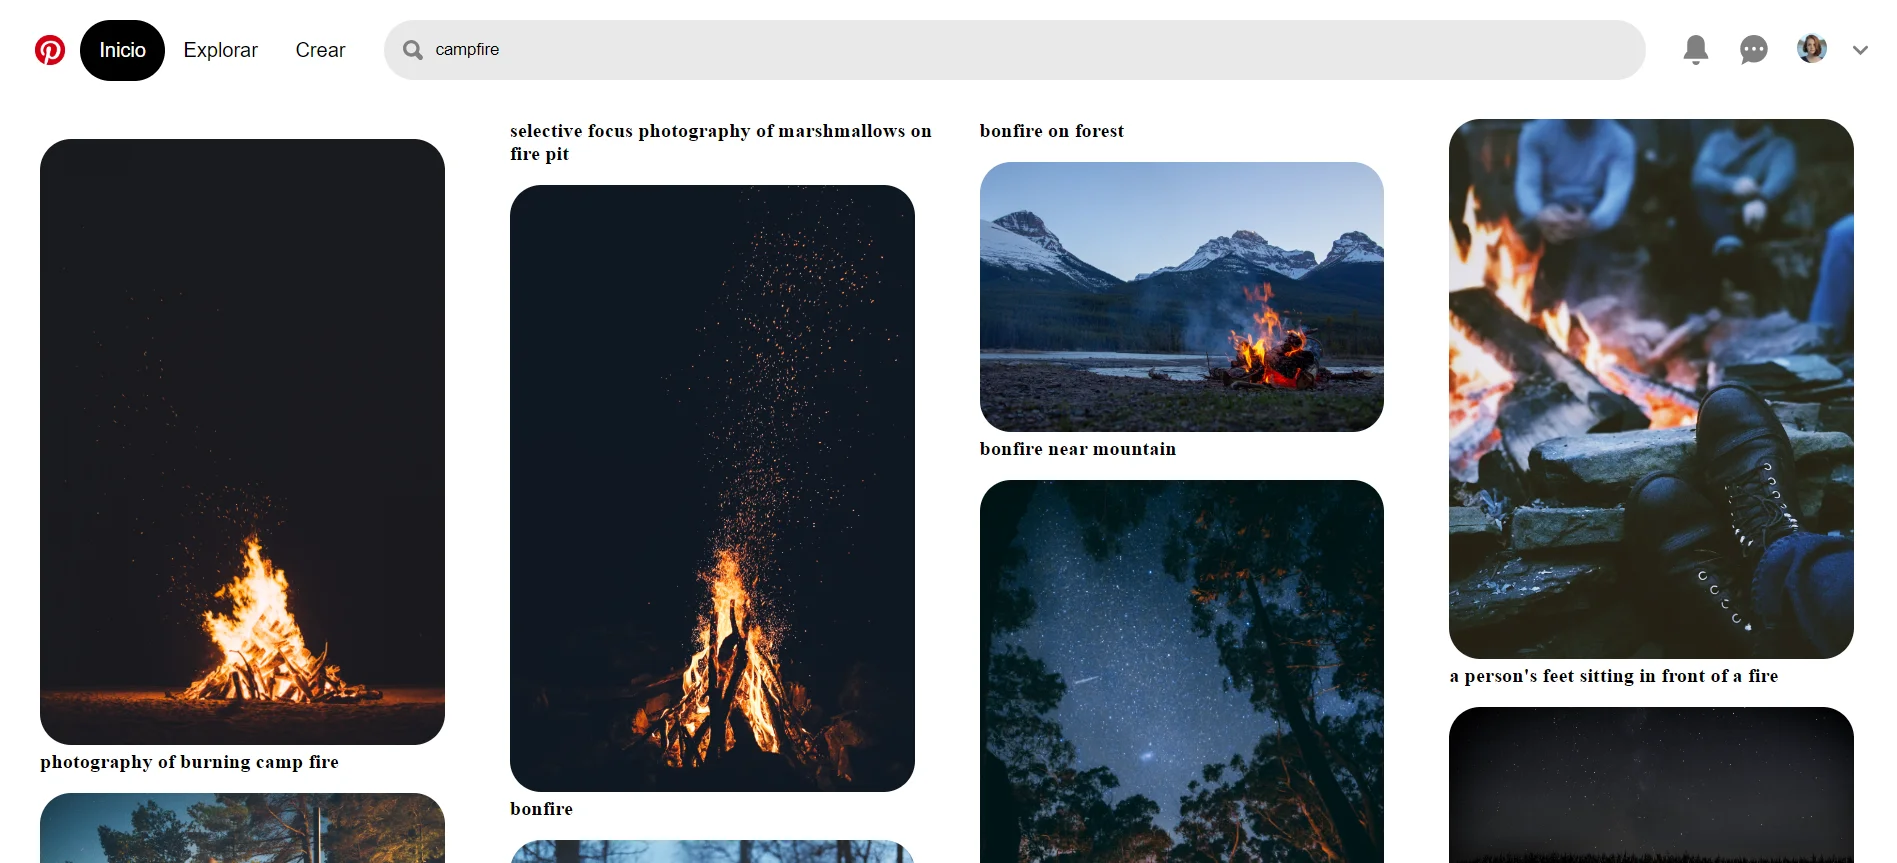 Inicio
Explorar
Crear
campfire
selective focus photography of marshmallows on
fire pit
bonfire on forest
bonfire near mountain
a person's feet sitting in front of a fire
photography of burning camp fire
bonfire